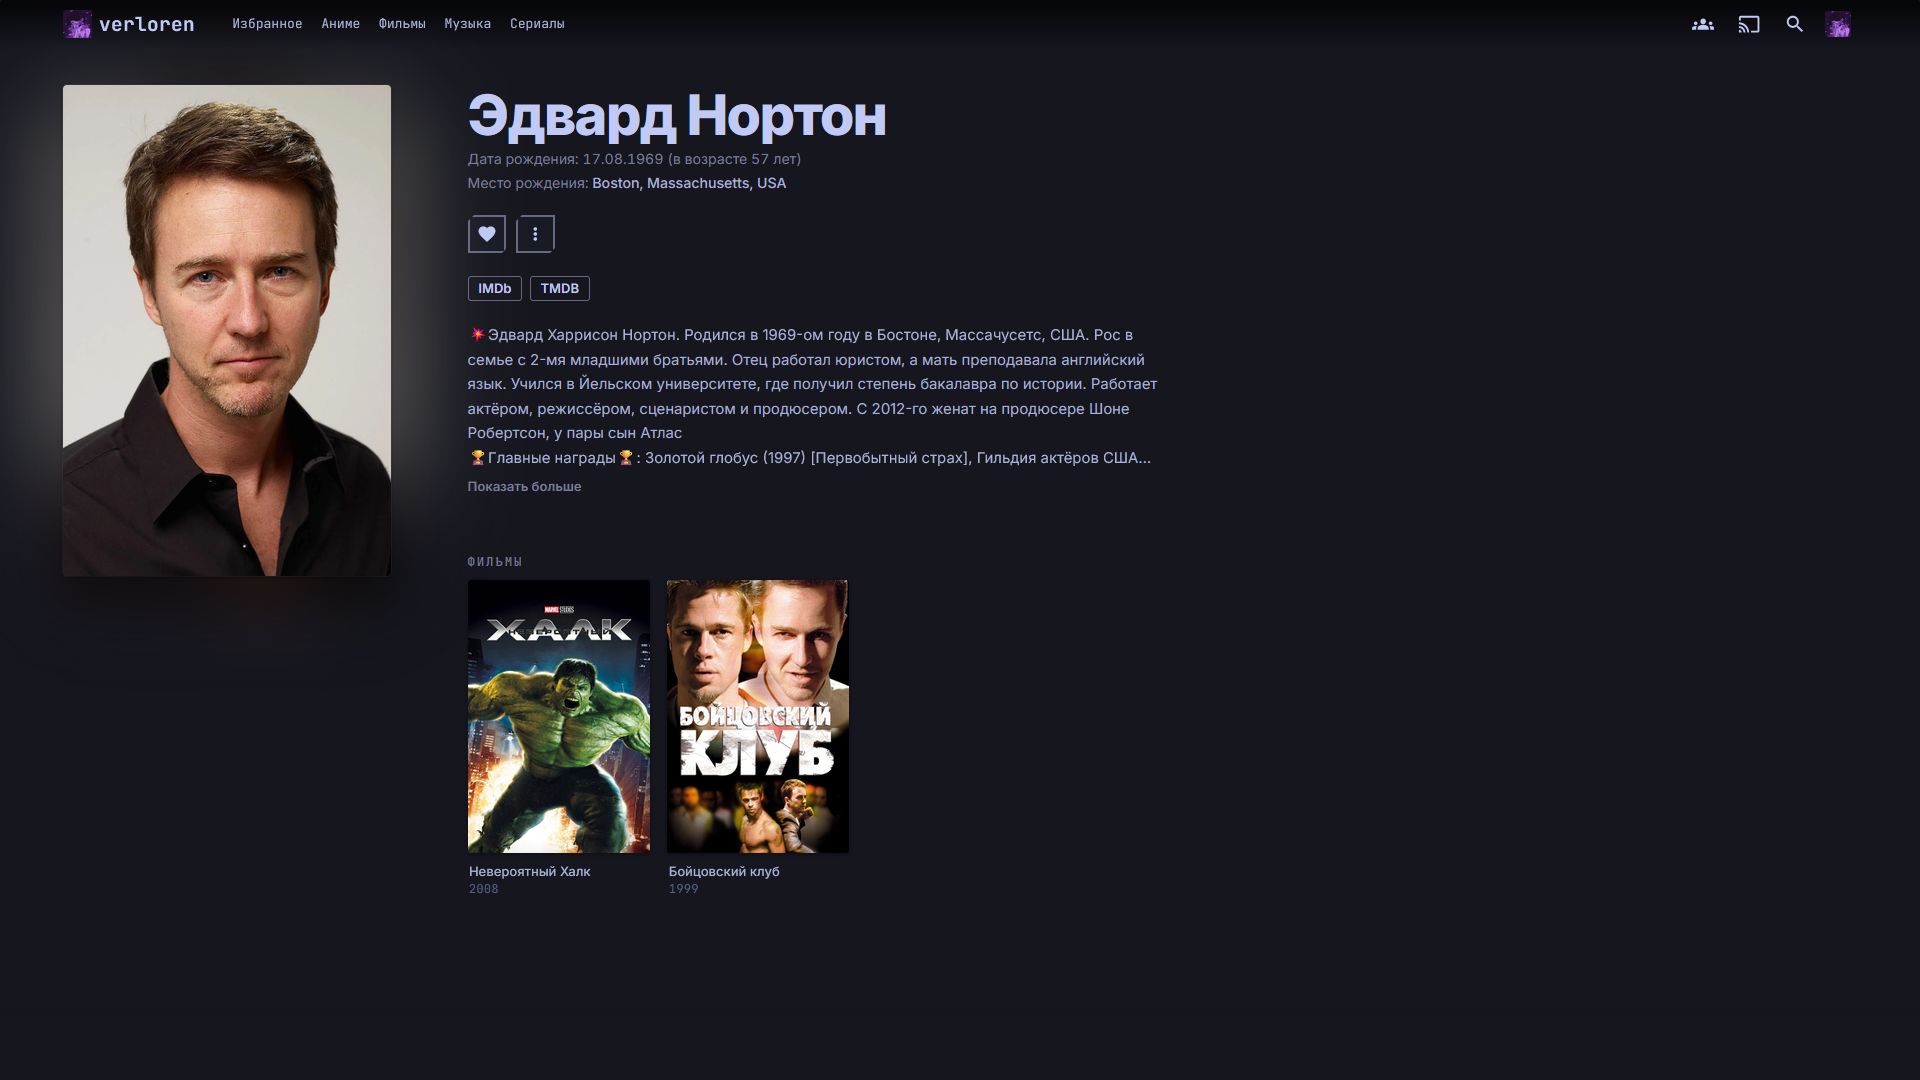 verloren
Избранное Аниме Фильмы Музыка Сериалы
Эдвард Нортон
Дата рождения: 17.08.1969 (в возрасте 57 лет)
Место рождения: Boston, Massachusetts, USA
IMDb TMDB
💥Эдвард Харрисон Нортон. Родился в 1969-ом году в Бостоне, Массачусетс, США. Рос в
семье с 2-мя младшими братьями. Отец работал юристом, а мать преподавала английский
язык. Учился в Йельском университете, где получил степень бакалавра по истории. Работает
актёром, режиссёром, сценаристом и продюсером. С 2012-го женат на продюсере Шоне
Робертсон, у пары сын Атлас
🏆Главные награды🏆: Золотой глобус (1997) [Первобытный страх], Гильдия актёров США...
Показать больше
ФИЛЬМЫ
MARVEL STUDIOS
ХАЛК
НЕВЕРОЯТНЫЙ
БОЙЦОВСКИЙ
КЛУБ
Невероятный Халк
2008
Бойцовский клуб
1999